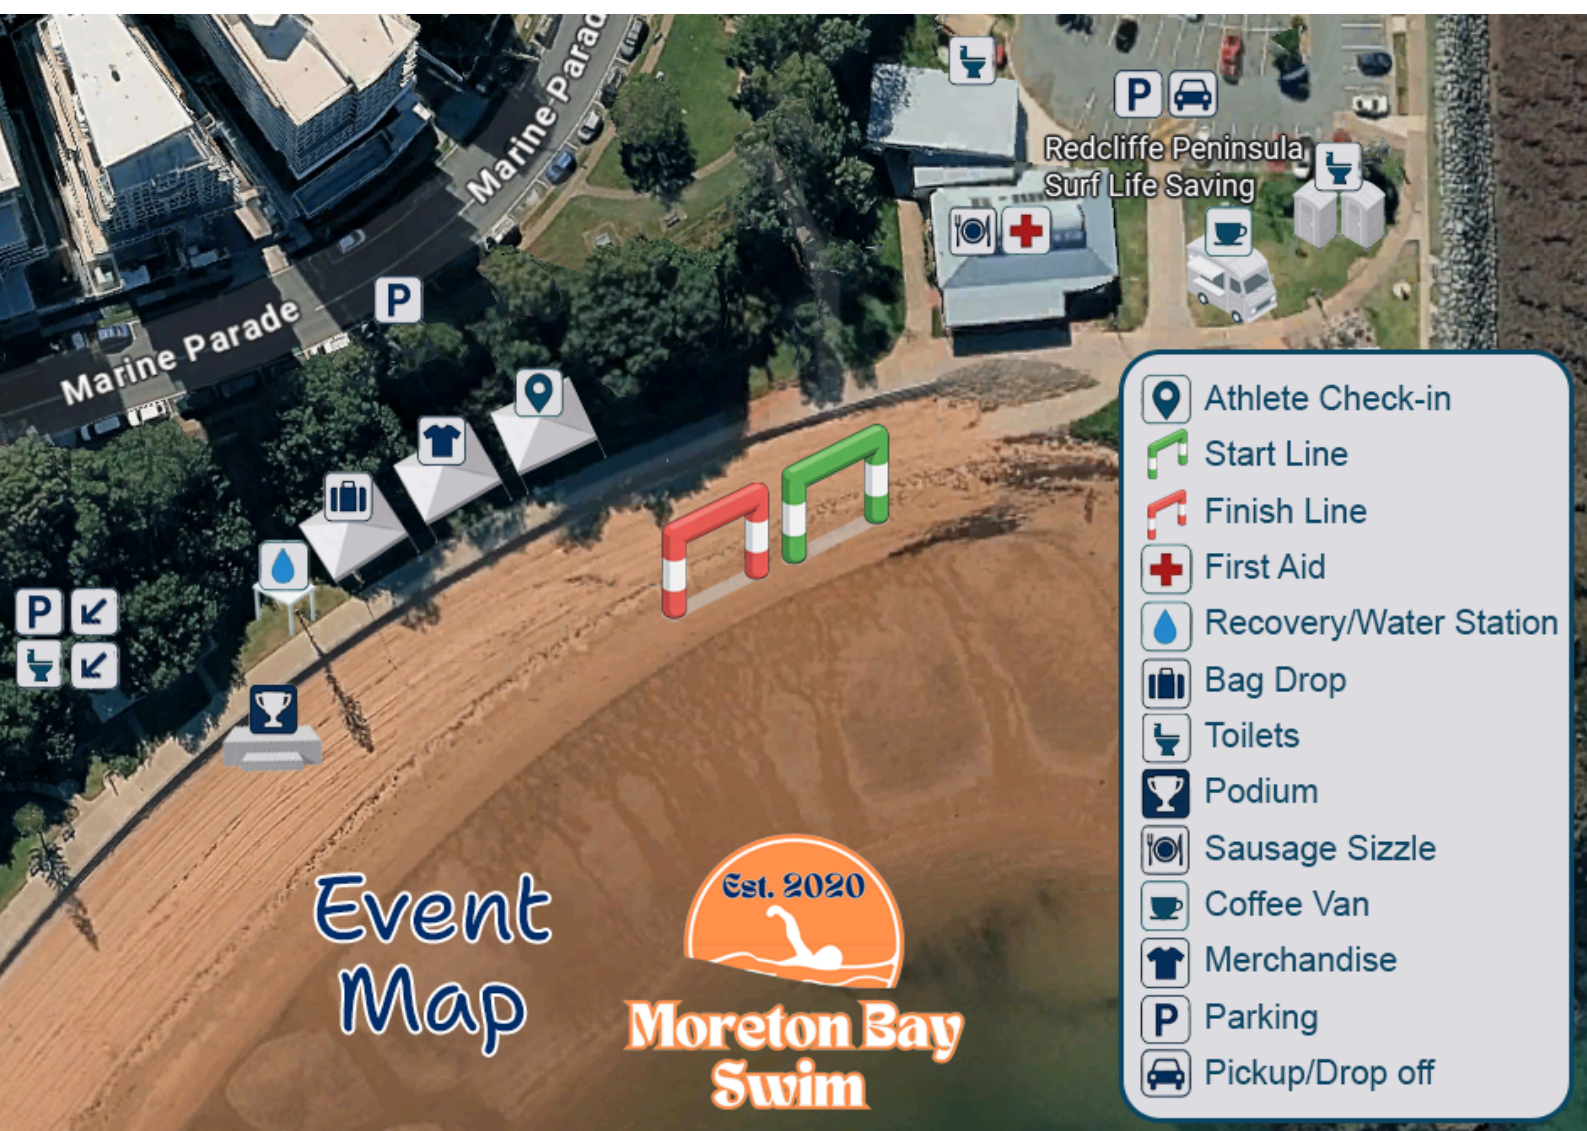 Marine Parad
P
Redcliffe Peninsula
Surf Life Saving
P
Marine Parade
P
Athlete Check-in
Start Line
Finish Line
First Aid
Recovery/Water Station
Bag Drop
Toilets
Podium
Sausage Sizzle
Coffee Van
Merchandise
P Parking
Pickup/Drop off
Event
Map
Est. 2020
Moreton Bay
Swim